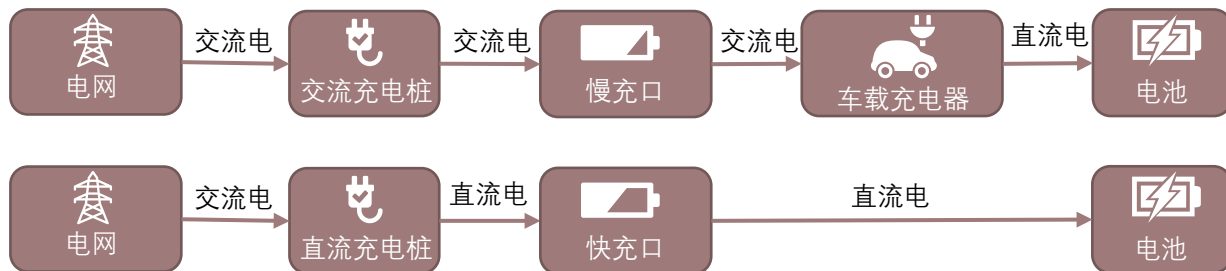 交流电 交流电 交流电 直流电
电网 交流充电桩 慢充口 车载充电器 电池
交流电 直流电 直流电
电网 直流充电桩 快充口 电池